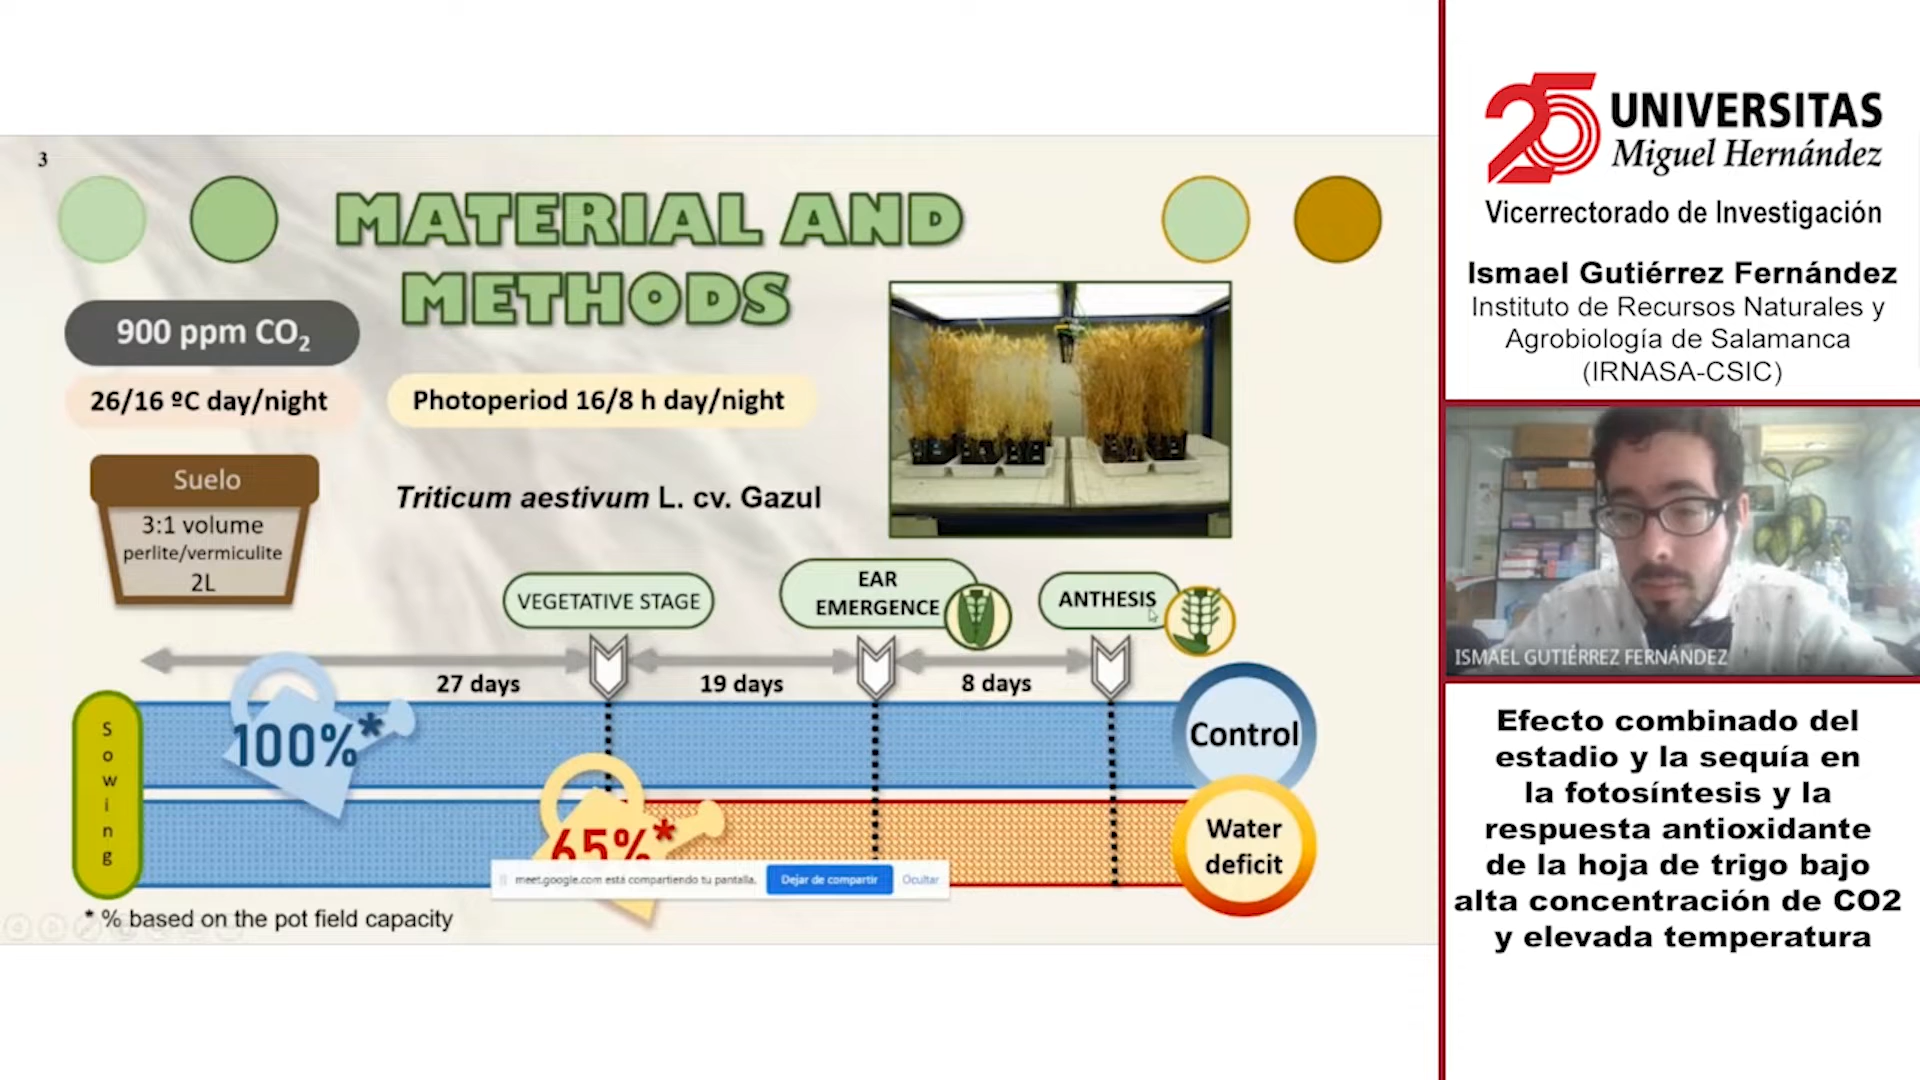 3
MATERIAL AND
METHODS
900 ppm CO₂
26/16 ºC day/night
Photoperiod 16/8 h day/night
Suelo
3:1 volume
perlite/vermiculite
2L
Triticum aestivum L. cv. Gazul
VEGETATIVE STAGE
EAR
EMERGENCE
ANTHESIS
27 days
19 days
8 days
Sowing
100%*
65%*
Control
Water
deficit
meet.google.com está compartiendo tu pantalla.
Dejar de compartir
Ocultar
* % based on the pot field capacity
25 UNIVERSITAS
Miguel Hernández
Vicerrectorado de Investigación
Ismael Gutiérrez Fernández
Instituto de Recursos Naturales y
Agrobiología de Salamanca
(IRNASA-CSIC)
ISMAEL GUTIÉRREZ FERNÁNDEZ
Efecto combinado del
estadio y la sequía en
la fotosíntesis y la
respuesta antioxidante
de la hoja de trigo bajo
alta concentración de CO2
y elevada temperatura